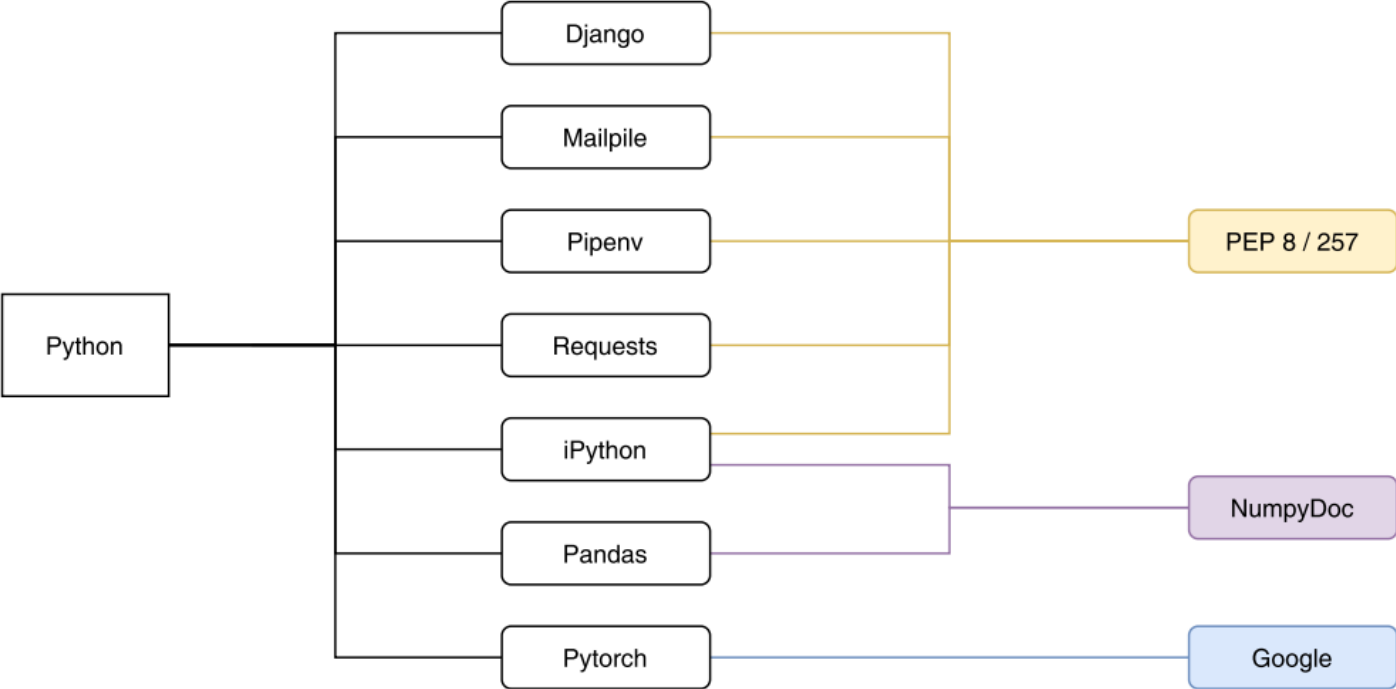 Django
Mailpile
Pipenv
PEP 8 / 257
Requests
Python
iPython
NumpyDoc
Pandas
Pytorch
Google